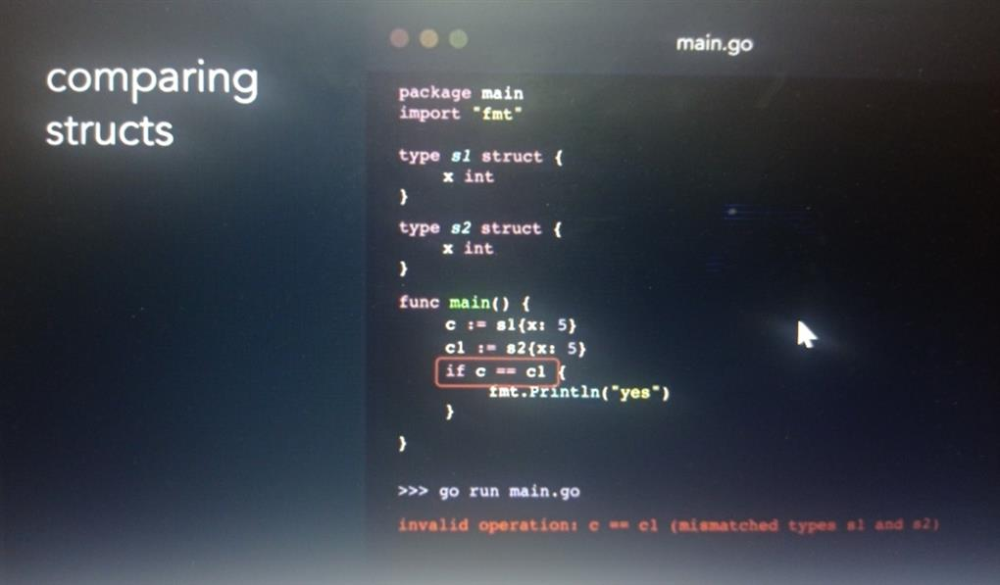 comparing
structs
main.go
package main
import "fmt"
type s1 struct {
x int
}
type s2 struct {
x int
}
func main() {
c := s1{x: 5}
c1 := s2{x: 5}
if c == c1 {
fmt.Println("yes")
}
}
>>> go run main.go
invalid operation: c == c1 (mismatched types s1 and s2)